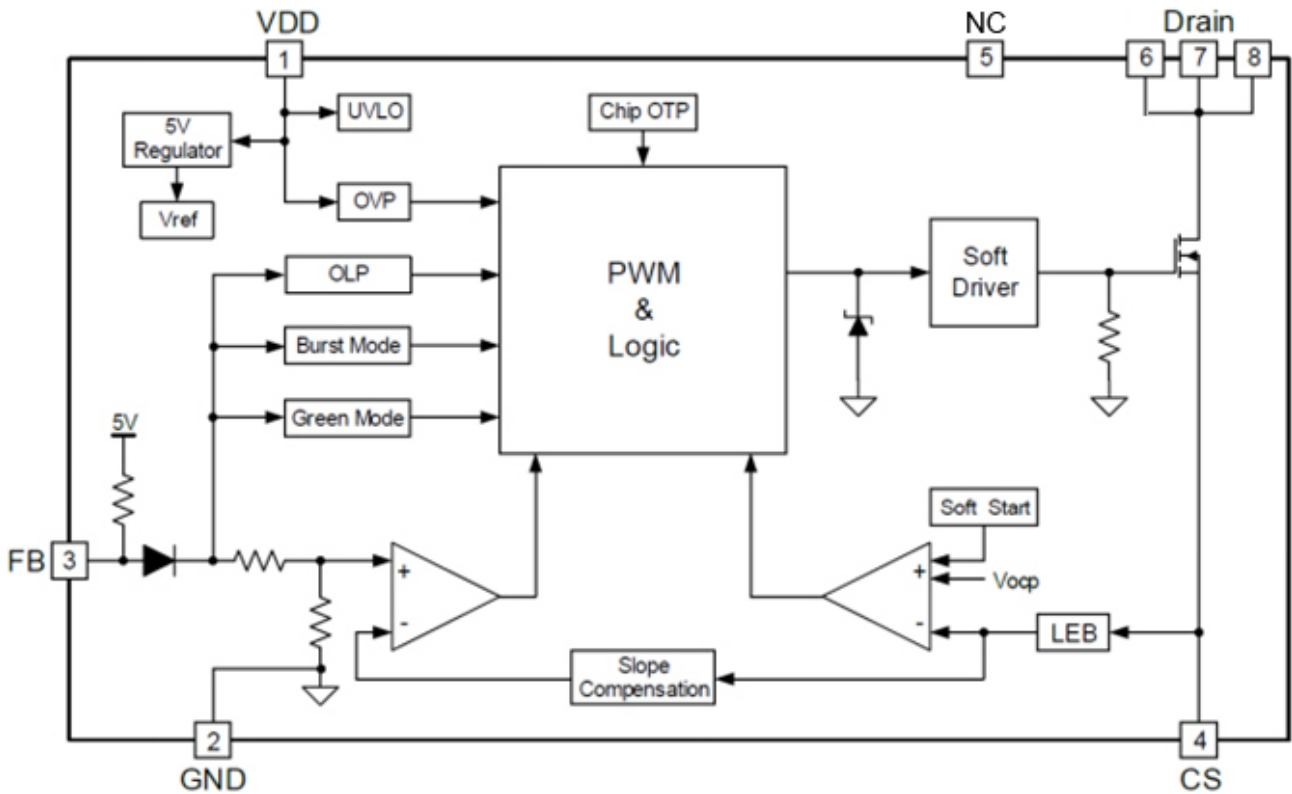 VDD
NC
Drain
1
5
6
7
8
UVLO
Chip OTP
5V
Regulator
OVP
Vref
OLP
PWM
&
Logic
Soft
Driver
Burst Mode
Green Mode
5V
Soft Start
FB
3
+
+
Vocp
-
-
LEB
Slope
Compensation
2
4
GND
CS